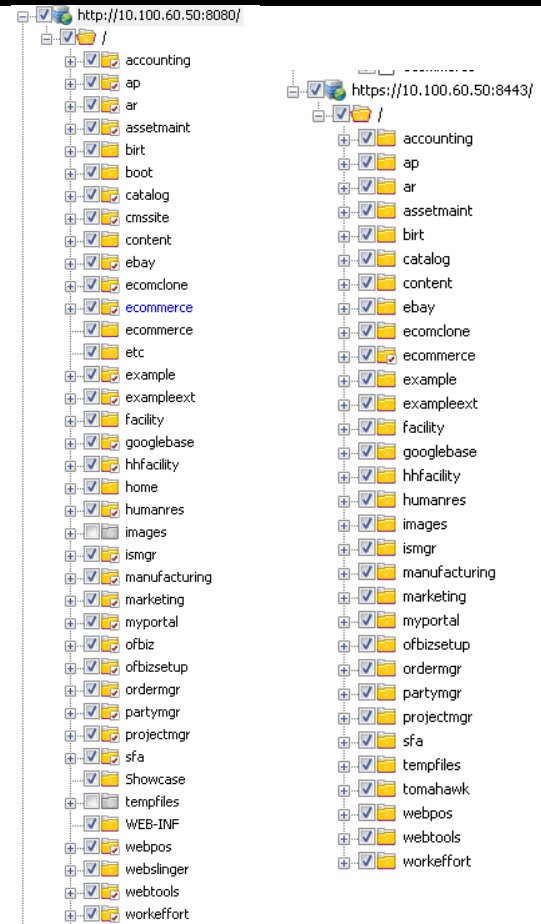 http://10.100.60.50:8080/
/
accounting
ap
ar
assetmaint
birt
boot
catalog
cmssite
content
ebay
ecomclone
ecommerce
ecommerce
etc
example
exampleext
facility
googlebase
hhfacility
home
humanres
images
ismgr
manufacturing
marketing
myportal
ofbiz
ofbizsetup
ordermgr
partymgr
projectmgr
sfa
Showcase
tempfiles
WEB-INF
webpos
webslinger
webtools
workeffort
https://10.100.60.50:8443/
/
accounting
ap
ar
assetmaint
birt
catalog
content
ebay
ecomclone
ecommerce
example
exampleext
facility
googlebase
hhfacility
humanres
images
ismgr
manufacturing
marketing
myportal
ofbizsetup
ordermgr
partymgr
projectmgr
sfa
tempfiles
tomahawk
webpos
webtools
workeffort